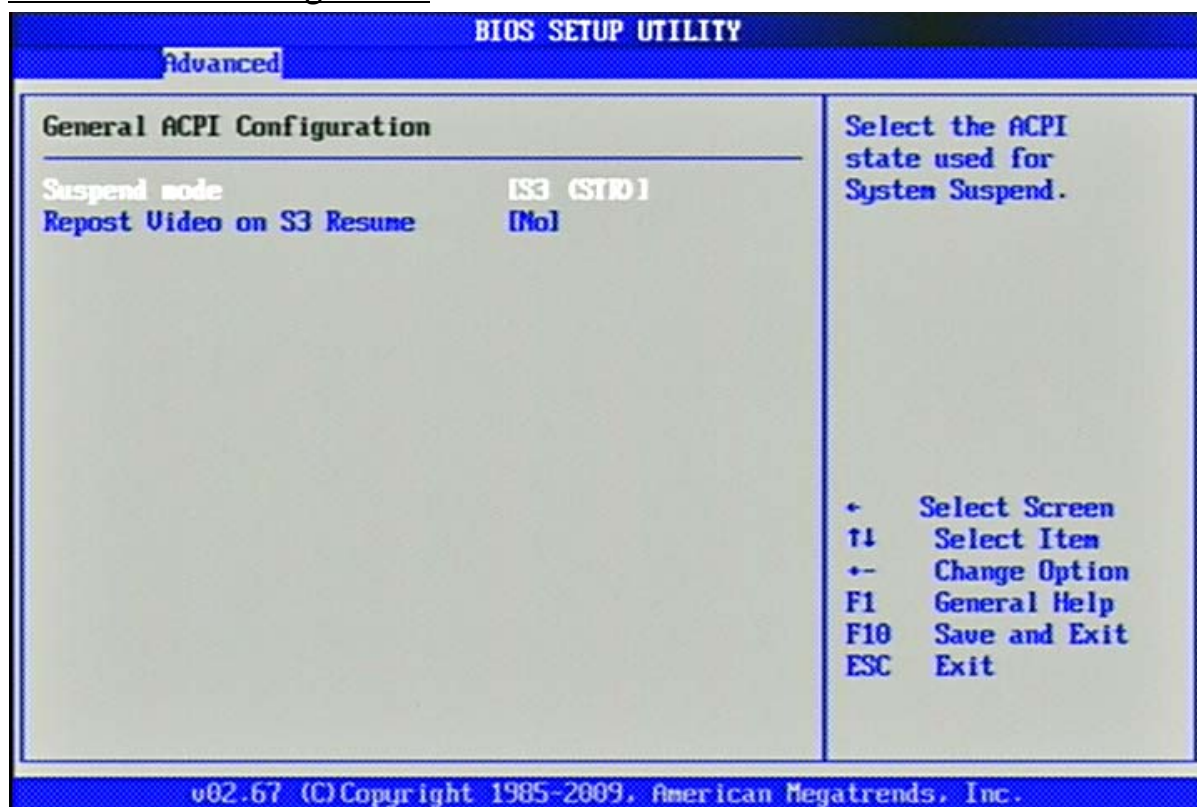 BIOS SETUP UTILITY
Advanced
General ACPI Configuration
Suspend mode [S3 (STR)]
Repost Video on S3 Resume [No]
Select the ACPI
state used for
System Suspend.
← Select Screen
↑↓ Select Item
+- Change Option
F1 General Help
F10 Save and Exit
ESC Exit
v02.67 (C)Copyright 1985-2009, American Megatrends, Inc.